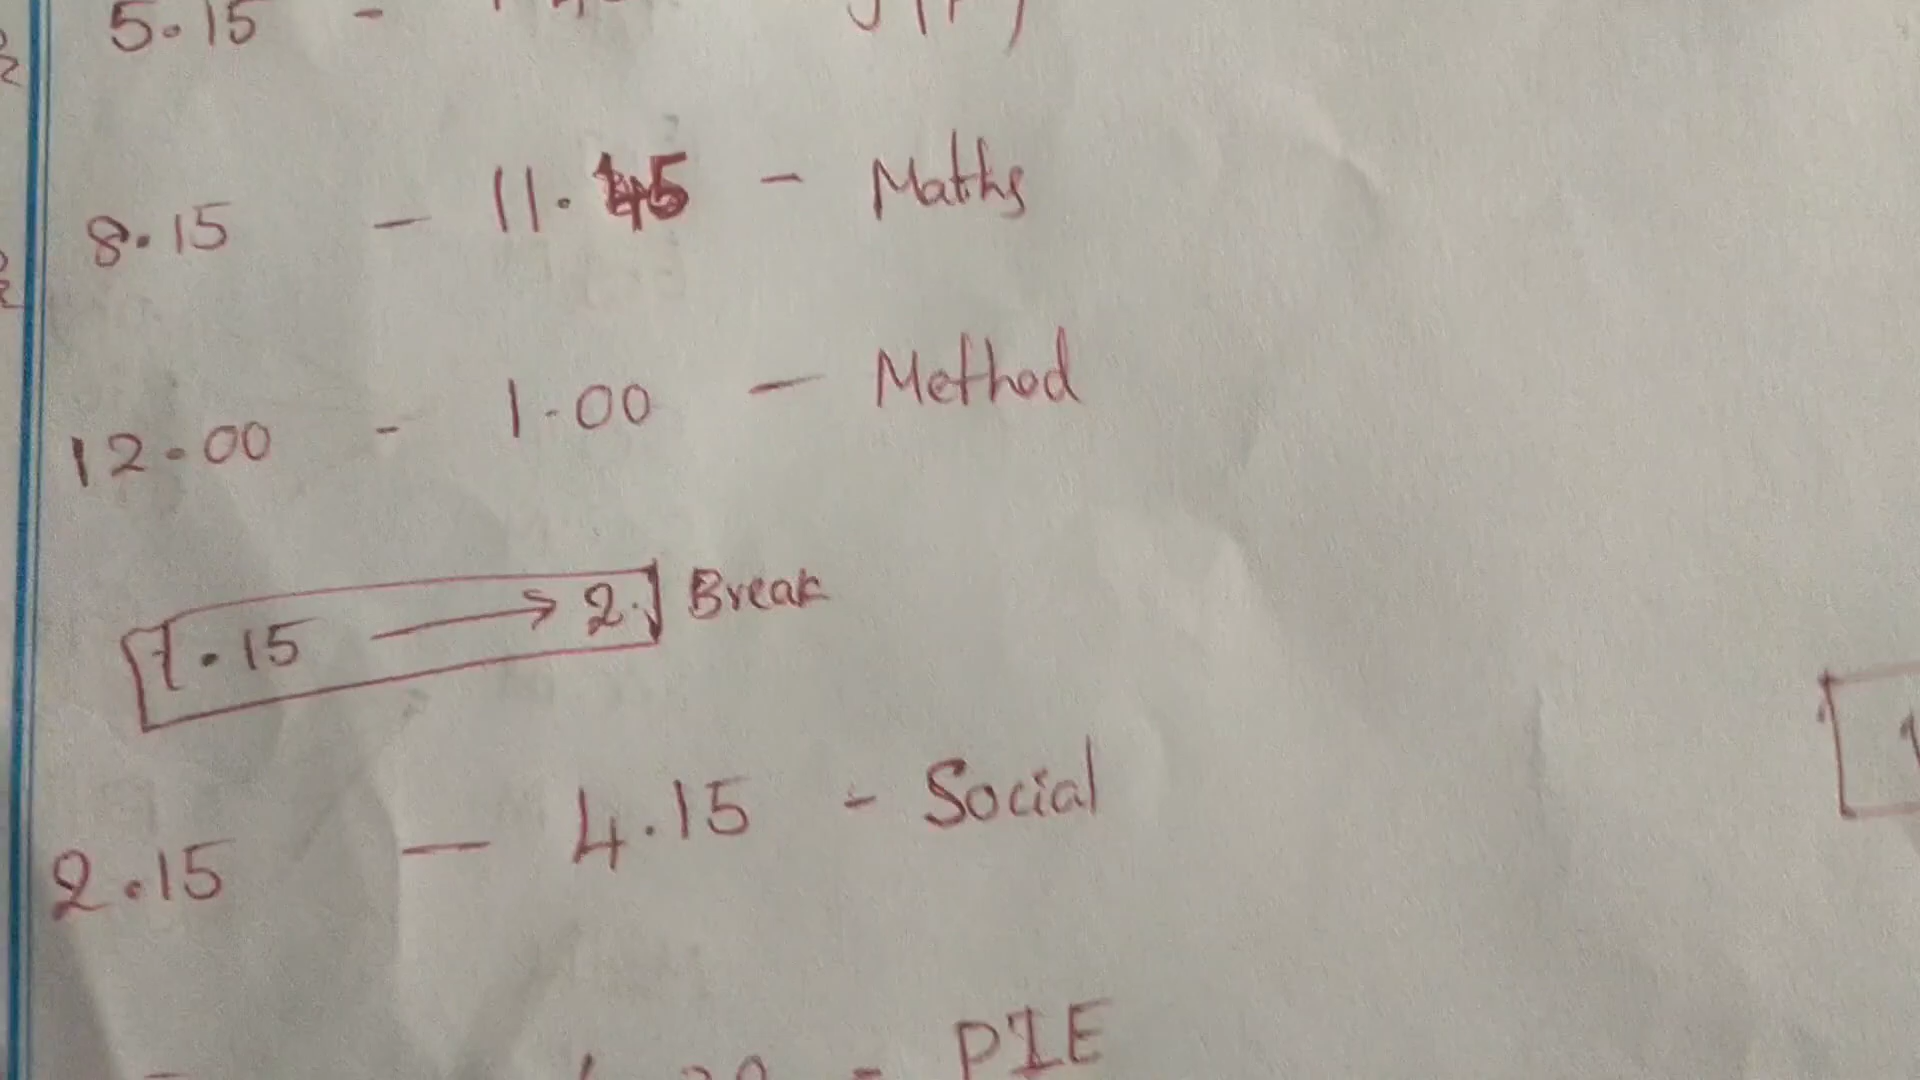 5.15 -
8.15 - 11.45 - Maths
12.00 - 1.00 - Method
1.15 → 2. Break
2.15 - 4.15 - Social
- PIE